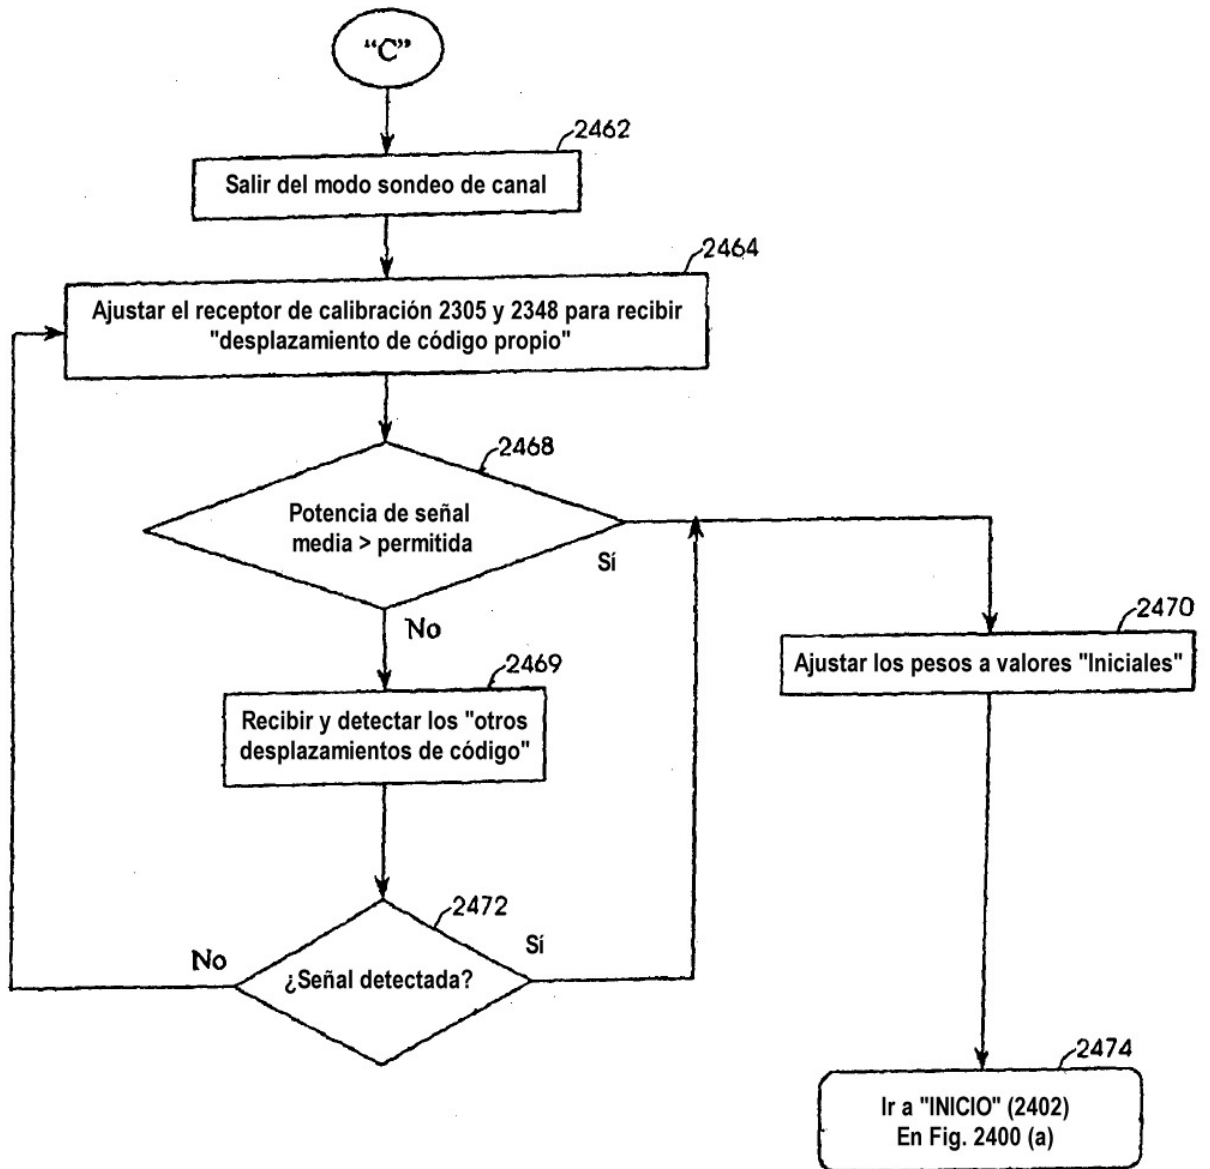 “C”
2462
Salir del modo sondeo de canal
2464
Ajustar el receptor de calibración 2305 y 2348 para recibir
"desplazamiento de código propio"
2468
Potencia de señal
media > permitida
Sí
No
2470
Ajustar los pesos a valores "Iniciales"
2469
Recibir y detectar los "otros
desplazamientos de código"
2472
No
¿Señal detectada?
Sí
2474
Ir a "INICIO" (2402)
En Fig. 2400 (a)